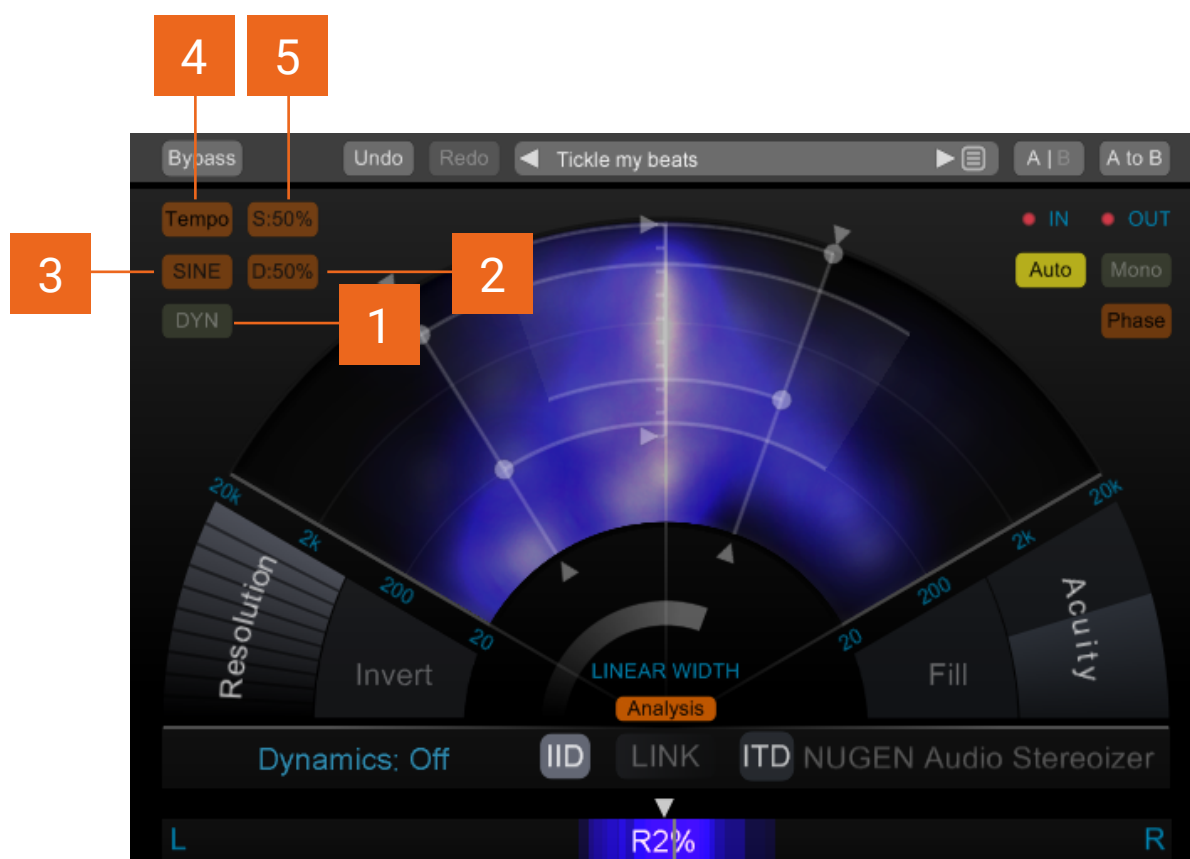 4 5
Bypass Undo Redo Tickle my beats A | B A to B
Tempo S:50% IN OUT
3 SINE D:50% 2 Auto Mono
DYN 1 Phase
20k 20k
2k 2k
200 200
20 20
Resolution Invert LINEAR WIDTH Fill Acuity
Analysis
Dynamics: Off IID LINK ITD NUGEN Audio Stereoizer
L R2% R